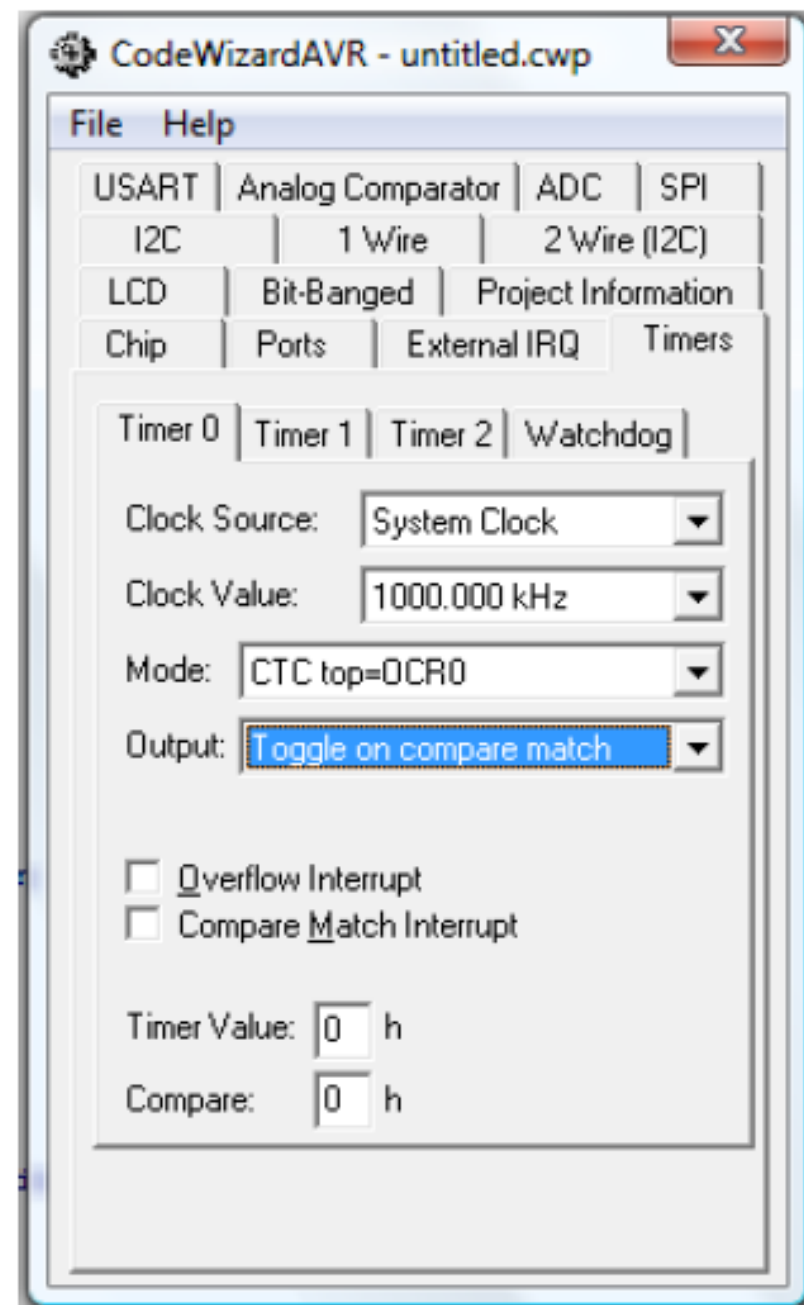 CodeWizardAVR - untitled.cwp
File Help
USART Analog Comparator ADC SPI
I2C 1 Wire 2 Wire (I2C)
LCD Bit-Banged Project Information
Chip Ports External IRQ Timers
Timer 0 Timer 1 Timer 2 Watchdog
Clock Source: System Clock
Clock Value: 1000.000 kHz
Mode: CTC top=OCR0
Output: Toggle on compare match
Overflow Interrupt
Compare Match Interrupt
Timer Value: 0 h
Compare: 0 h